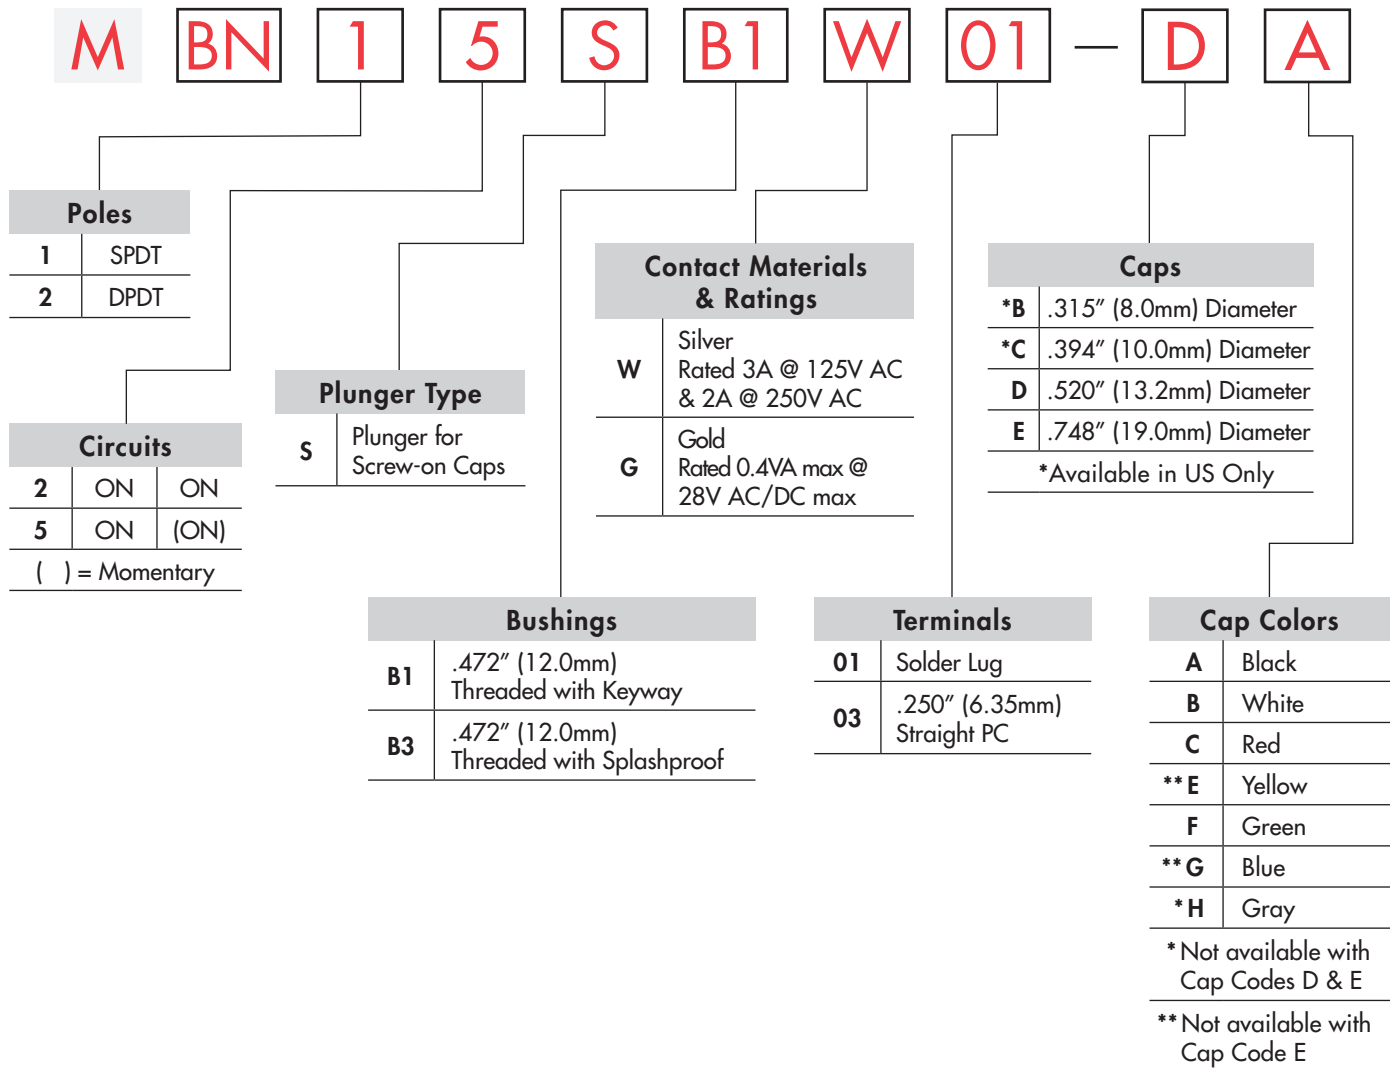 M BN 1 5 S B1 W 01 — D A
Poles
1 SPDT
2 DPDT
Circuits
2 ON ON
5 ON (ON)
( ) = Momentary
Plunger Type
S Plunger for
Screw-on Caps
Contact Materials
& Ratings
W Silver
Rated 3A @ 125V AC
& 2A @ 250V AC
G Gold
Rated 0.4VA max @
28V AC/DC max
Caps
*B .315″ (8.0mm) Diameter
*C .394″ (10.0mm) Diameter
D .520″ (13.2mm) Diameter
E .748″ (19.0mm) Diameter
*Available in US Only
Bushings
B1 .472″ (12.0mm)
Threaded with Keyway
B3 .472″ (12.0mm)
Threaded with Splashproof
Terminals
01 Solder Lug
03 .250″ (6.35mm)
Straight PC
Cap Colors
A Black
B White
C Red
**E Yellow
F Green
**G Blue
*H Gray
*Not available with
Cap Codes D & E
**Not available with
Cap Code E